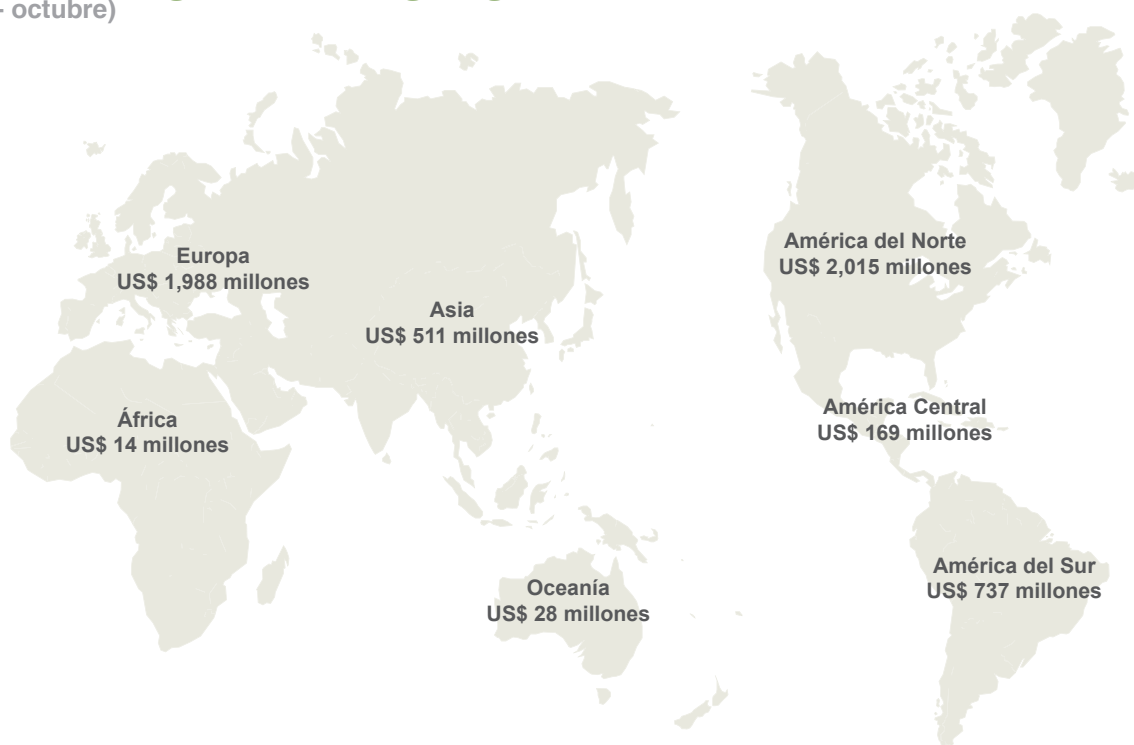 - octubre)
Europa
US$ 1,988 millones
América del Norte
US$ 2,015 millones
Asia
US$ 511 millones
África
US$ 14 millones
América Central
US$ 169 millones
Oceanía
US$ 28 millones
América del Sur
US$ 737 millones